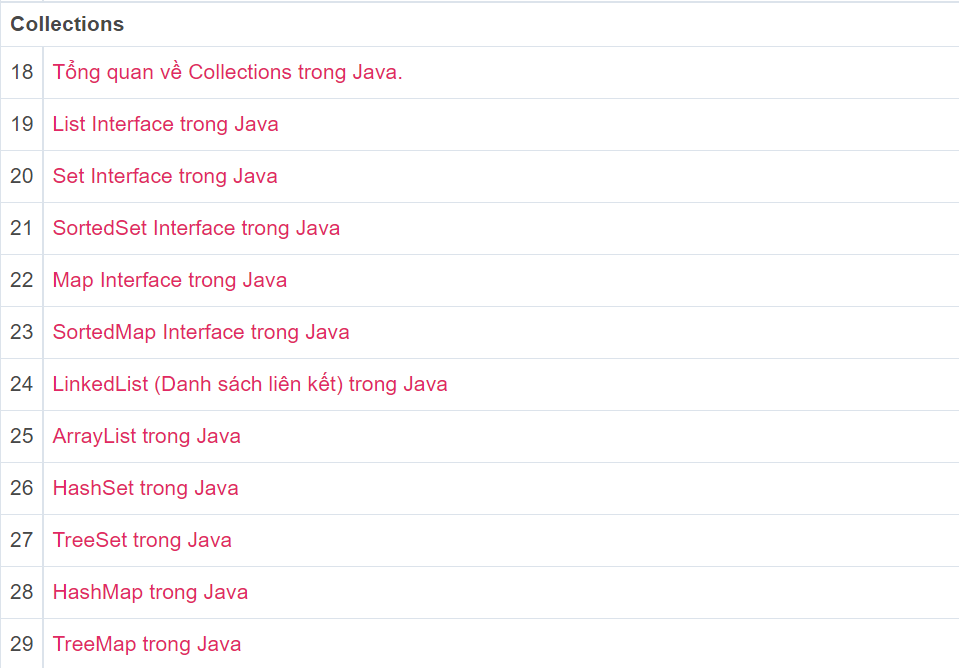 Collections
18 Tổng quan về Collections trong Java.
19 List Interface trong Java
20 Set Interface trong Java
21 SortedSet Interface trong Java
22 Map Interface trong Java
23 SortedMap Interface trong Java
24 LinkedList (Danh sách liên kết) trong Java
25 ArrayList trong Java
26 HashSet trong Java
27 TreeSet trong Java
28 HashMap trong Java
29 TreeMap trong Java